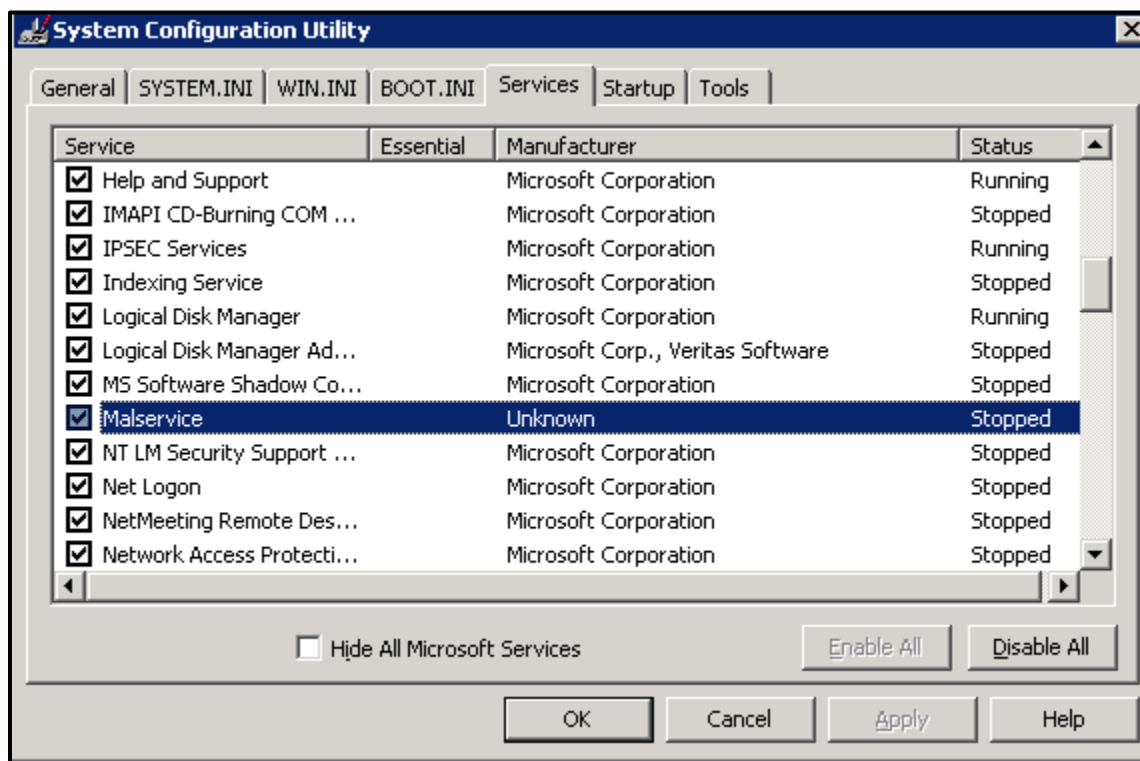 System Configuration Utility
General SYSTEM.INI WIN.INI BOOT.INI Services Startup Tools
Service Essential Manufacturer Status
Help and Support Microsoft Corporation Running
IMAPI CD-Burning COM ... Microsoft Corporation Stopped
IPSEC Services Microsoft Corporation Running
Indexing Service Microsoft Corporation Stopped
Logical Disk Manager Microsoft Corporation Running
Logical Disk Manager Ad... Microsoft Corp., Veritas Software Stopped
MS Software Shadow Co... Microsoft Corporation Stopped
Malservice Unknown Stopped
NT LM Security Support ... Microsoft Corporation Stopped
Net Logon Microsoft Corporation Stopped
NetMeeting Remote Des... Microsoft Corporation Stopped
Network Access Protecti... Microsoft Corporation Stopped
Hide All Microsoft Services Enable All Disable All
OK Cancel Apply Help